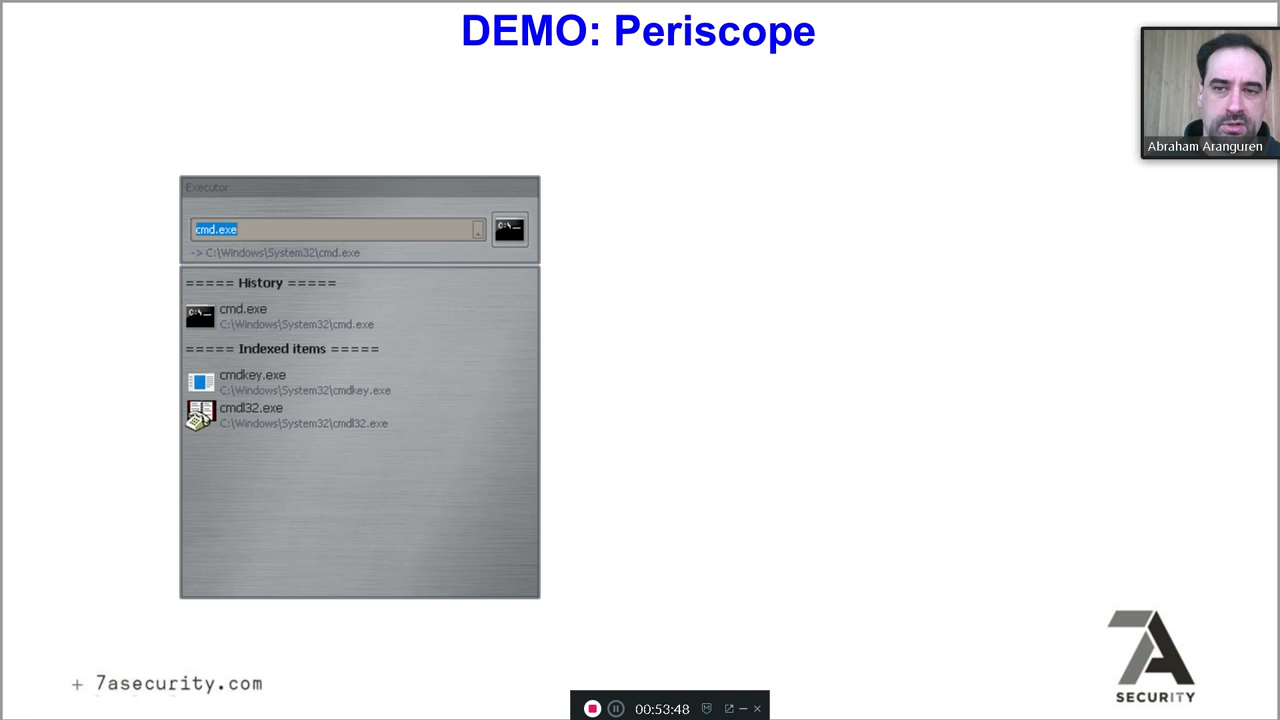 DEMO: Periscope
Abraham Aranguren
Executor
cmd.exe
C:\
-> C:\Windows\System32\cmd.exe
===== History =====
C:\
cmd.exe
C:\Windows\System32\cmd.exe
===== Indexed items =====
cmdkey.exe
C:\Windows\System32\cmdkey.exe
cmdl32.exe
C:\Windows\System32\cmdl32.exe
7A
SECURITY
+ 7asecurity.com
00:53:48